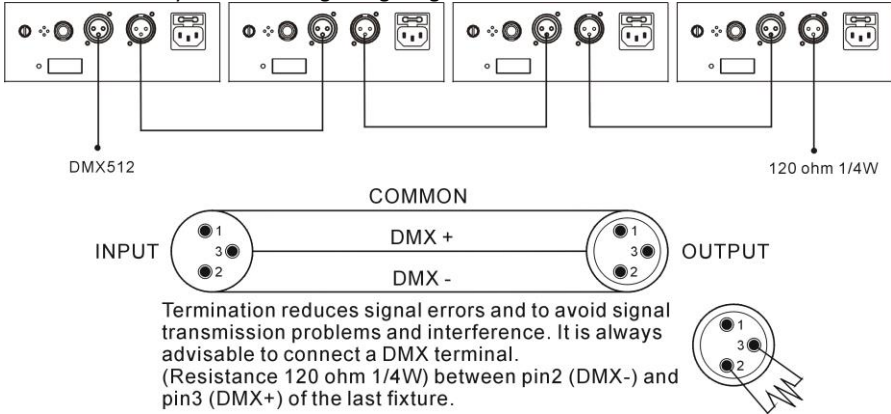 DMX512
120 ohm 1/4W
COMMON
INPUT
1
3
2
DMX +
DMX -
1
3
2
OUTPUT
Termination reduces signal errors and to avoid signal
transmission problems and interference. It is always
advisable to connect a DMX terminal.
(Resistance 120 ohm 1/4W) between pin2 (DMX-) and
pin3 (DMX+) of the last fixture.
1
3
2